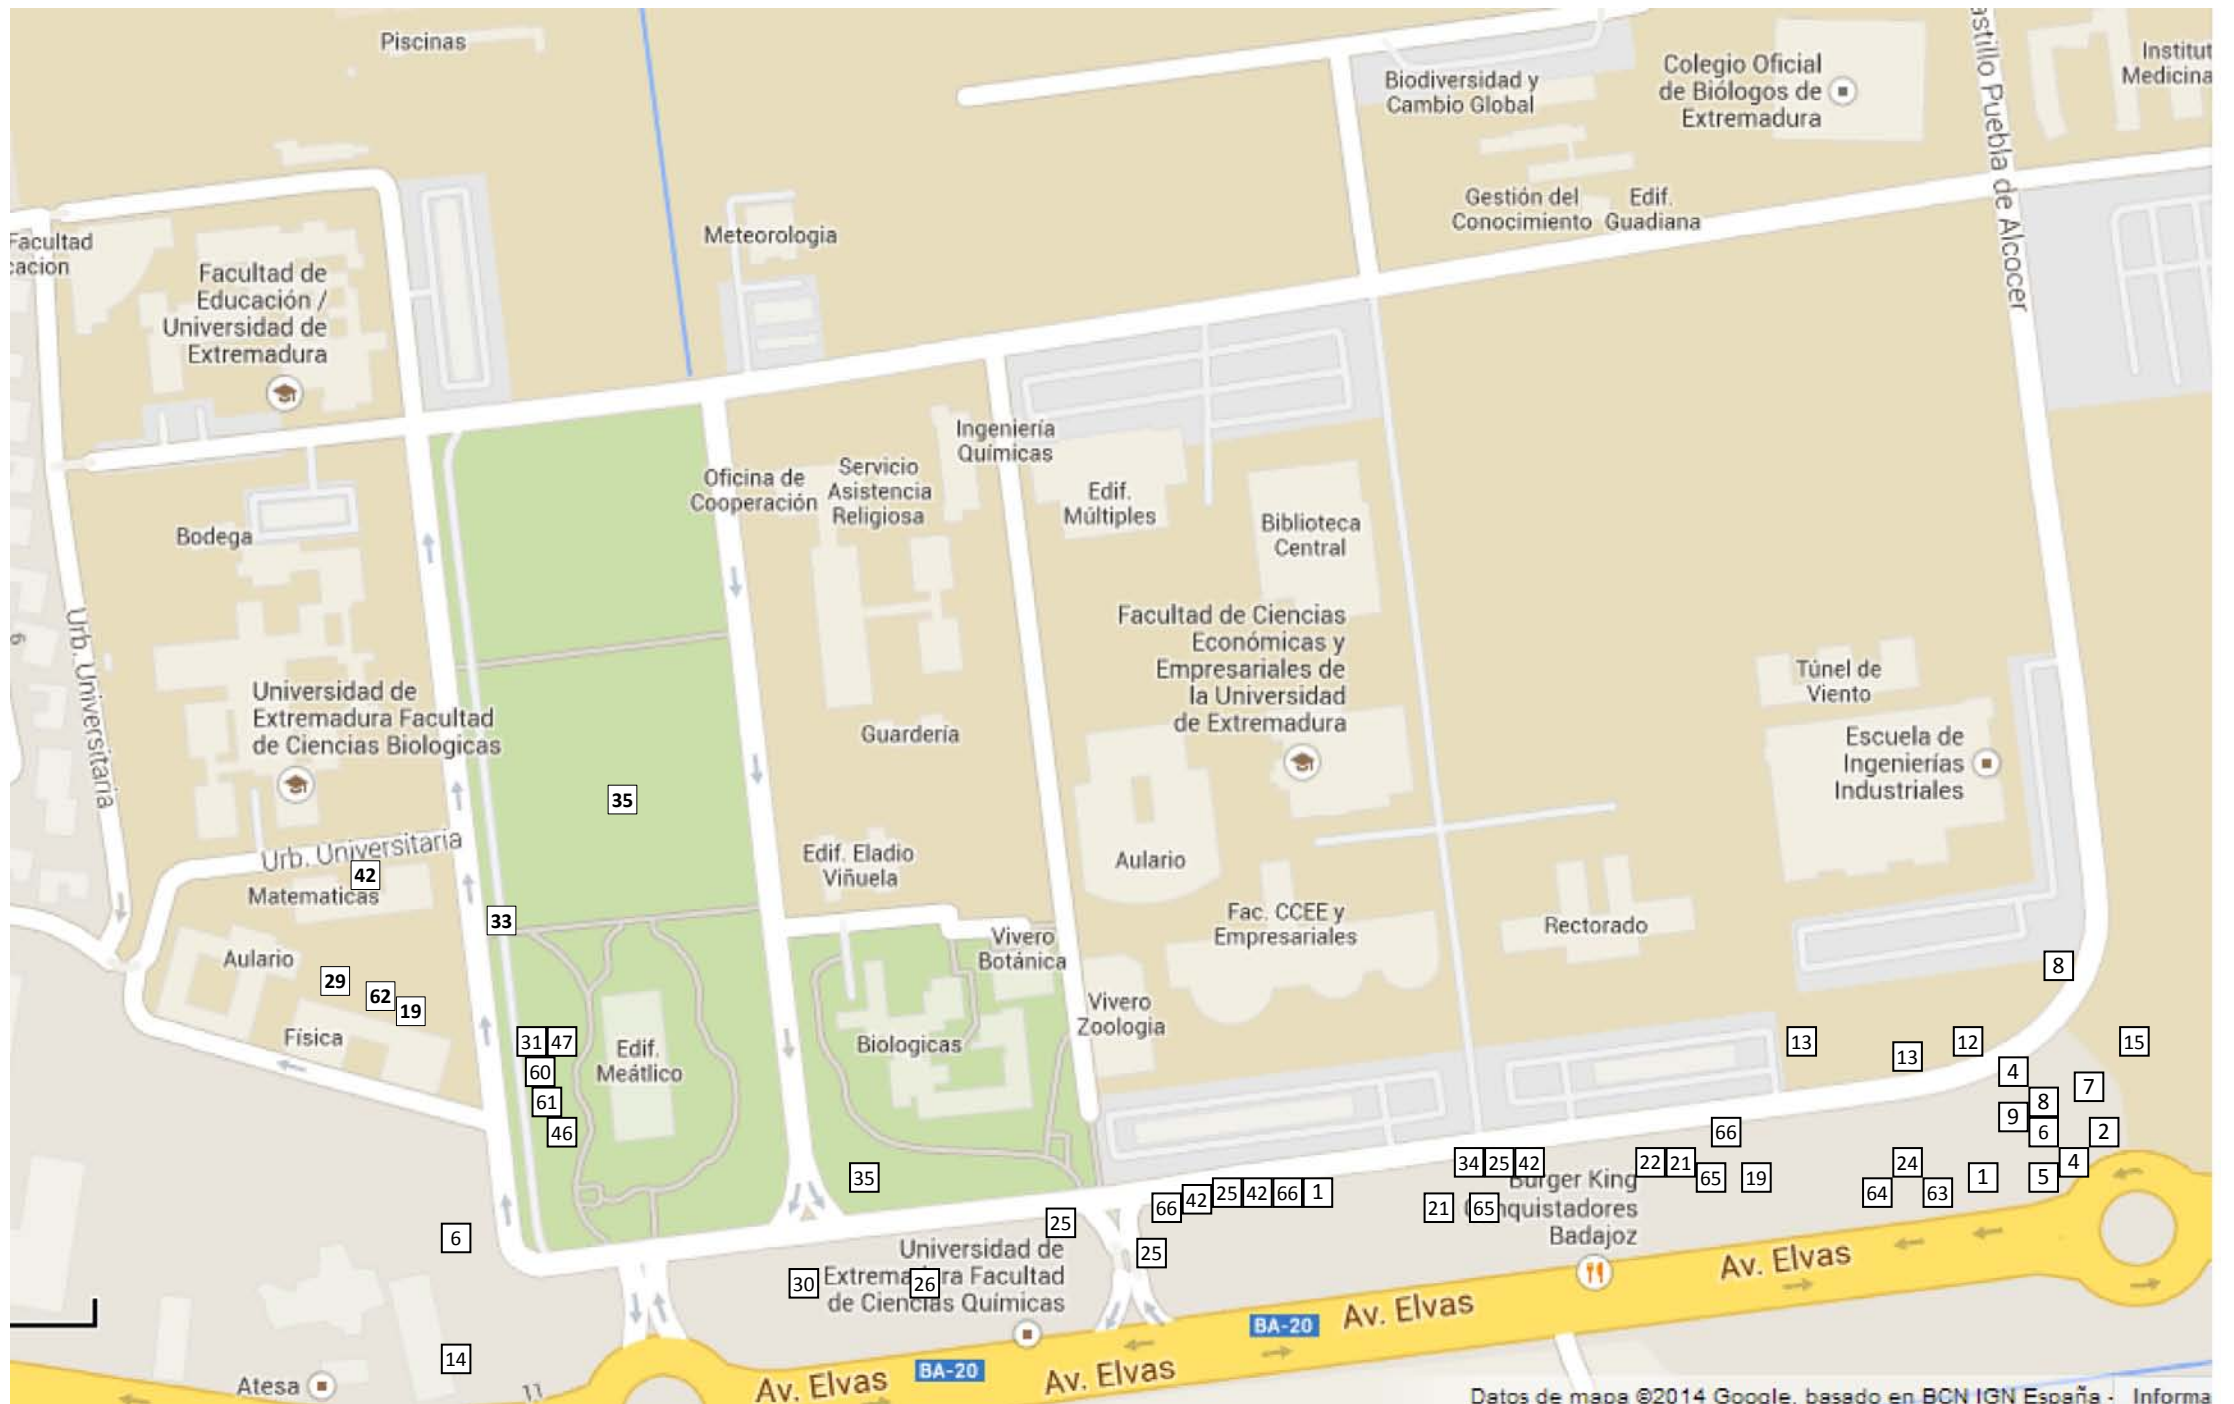 Piscinas
Biodiversidad y
Cambio Global
Colegio Oficial
de Biólogos de
Extremadura
astillo Puebla de Alcocer
Institut
Medicina
Gestión del
Conocimiento
Edif.
Guadiana
Facultad
cacion
Facultad de
Educación /
Universidad de
Extremadura
Meteorologia
Ingeniería
Químicas
Oficina de
Cooperación
Servicio
Asistencia
Religiosa
Edif.
Múltiples
Biblioteca
Central
Bodega
Urb. Universitaria
Universidad de
Extremadura Facultad
de Ciencias Biologicas
Facultad de Ciencias
Económicas y
Empresariales de
la Universidad
de Extremadura
Guardería
Túnel de
Viento
Escuela de
Ingenierías
Industriales
35
Urb. Universitaria
42
Matematicas
Edif. Eladio
Viñuela
Aulario
33
Fac. CCEE y
Empresariales
Rectorado
Aulario
29
62
19
Vivero
Botánica
Vivero
Zoologia
8
Física
31 47
60
61
46
Edif.
Meátlico
Biologicas
13
13
12
15
4
7
8
9
6
2
4
5
1
24
64
63
66
22 21
65
19
34 25 42
21
65
Burger King
Conquistadores
Badajoz
35
66 42 25 42 66 1
25
25
6
30
26
Universidad de
Extremadura Facultad
de Ciencias Químicas
14
Atesa
11
Av. Elvas
BA-20
Av. Elvas
BA-20
Av. Elvas
Av. Elvas
Datos de mapa ©2014 Google, basado en BCN IGN España -
Informa